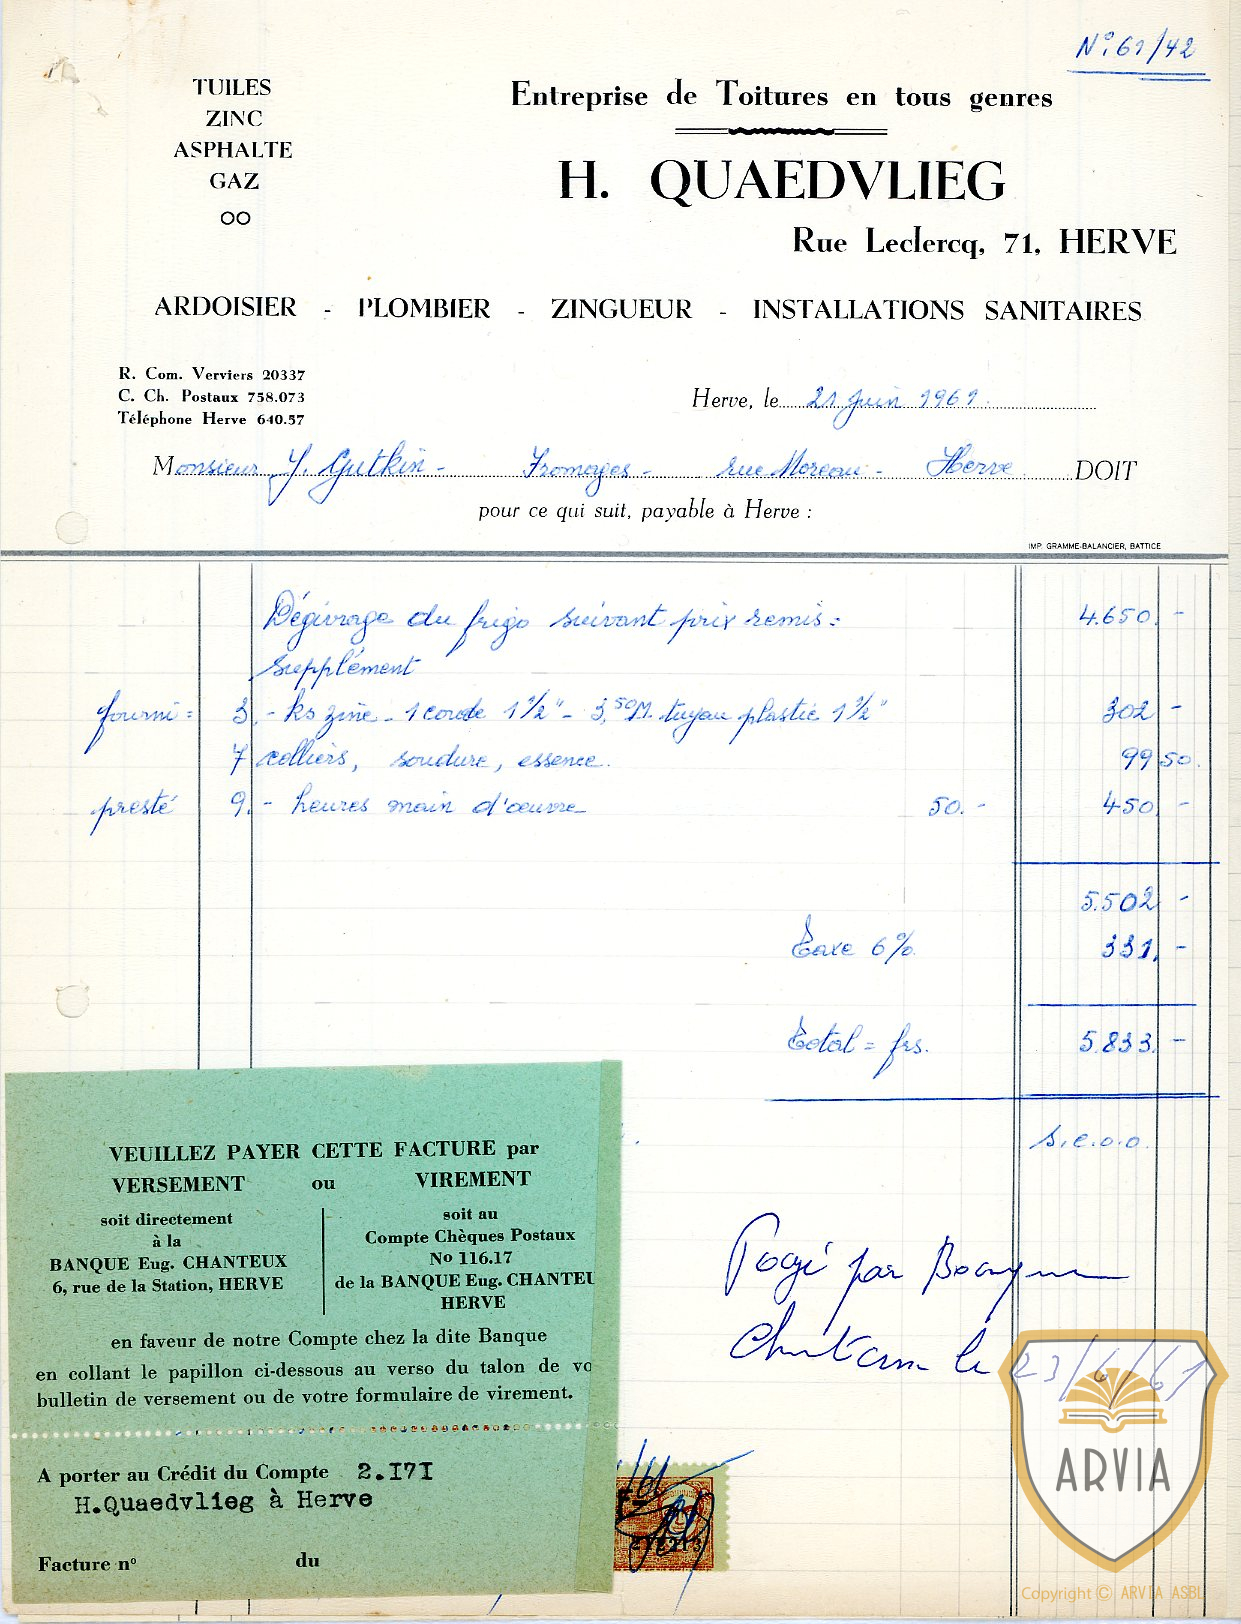 N° 61/42
TUILES
ZINC
ASPHALTE
GAZ
Entreprise de Toitures en tous genres
H. QUAEDVLIEG
Rue Leclercq, 71, HERVE
ARDOISIER - PLOMBIER - ZINGUEUR - INSTALLATIONS SANITAIRES
R. Com. Verviers 20337
C. Ch. Postaux 758.073
Téléphone Herve 640.57
Herve, le 21 juin 1961.
Monsieur Y. Gutkin - Fromages - rue Moreau - Herve DOIT
pour ce qui suit, payable à Herve :
IMP. GRAMME-BALANCIER, BATTICE
Dégivrage du frigo suivant prix remis = 4.650. -
supplément
fourni = 3. - ks zinc - 1 coude 1 1/2" - 3,50 M. tuyau plastic 1 1/2" 302 -
7 colliers, soudure, essence. 99 50.
presté 9. - heures main d'œuvre 50. - 450 -
5.502 -
Taxe 6% 331. -
Total = frs. 5.833. -
s.e.o.o.
VEUILLEZ PAYER CETTE FACTURE par
VERSEMENT ou VIREMENT
soit directement
à la
BANQUE Eug. CHANTEUX
6, rue de la Station, HERVE
soit au
Compte Chèques Postaux
No 116.17
de la BANQUE Eug. CHANTEU
HERVE
en faveur de notre Compte chez la dite Banque
en collant le papillon ci-dessous au verso du talon de vo
bulletin de versement ou de votre formulaire de virement.
A porter au Crédit du Compte 2.I7I
H.Quaedvlieg à Herve
Facture nº du
Payé par Banque
le 23/6/61
ARVIA
Copyright © ARVIA ASBL